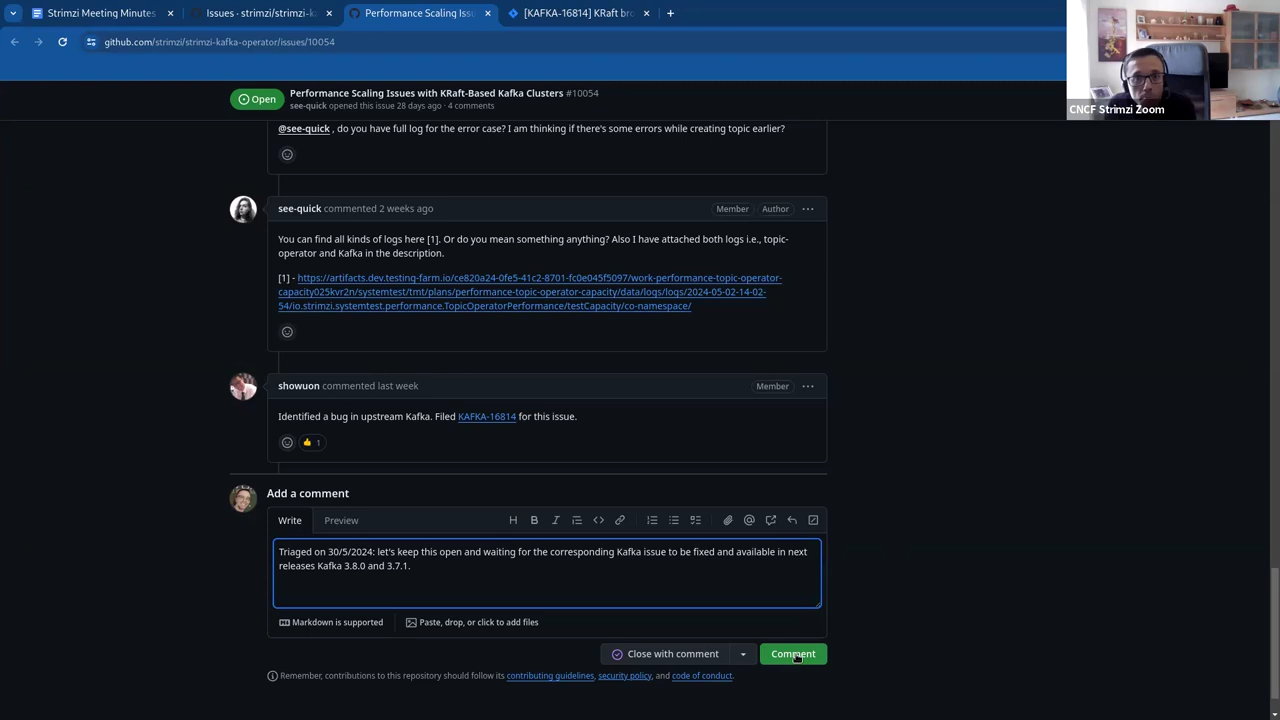 Strimzi Meeting Minutes
Issues · strimzi/strimzi-ka
Performance Scaling Issu
[KAFKA-16814] KRaft bro
github.com/strimzi/strimzi-kafka-operator/issues/10054
CNCF Strimzi Zoom
Open
Performance Scaling Issues with KRaft-Based Kafka Clusters #10054
see-quick opened this issue 28 days ago · 4 comments
@see-quick , do you have full log for the error case? I am thinking if there's some errors while creating topic earlier?
see-quick commented 2 weeks ago
Member
Author
You can find all kinds of logs here [1]. Or do you mean something anything? Also I have attached both logs i.e., topic-
operator and Kafka in the description.
[1] - https://artifacts.dev.testing-farm.io/ce820a24-0fe5-41c2-8701-fc0e045f5097/work-performance-topic-operator-
capacity025kvr2n/systemtest/tmt/plans/performance-topic-operator-capacity/data/logs/logs/2024-05-02-14-02-
54/io.strimzi.systemtest.performance.TopicOperatorPerformance/testCapacity/co-namespace/
showuon commented last week
Member
Identified a bug in upstream Kafka. Filed KAFKA-16814 for this issue.
1
Add a comment
Write
Preview
Triaged on 30/5/2024: let's keep this open and waiting for the corresponding Kafka issue to be fixed and available in next
releases Kafka 3.8.0 and 3.7.1.
Markdown is supported
Paste, drop, or click to add files
Close with comment
Comment
Remember, contributions to this repository should follow its contributing guidelines, security policy, and code of conduct.